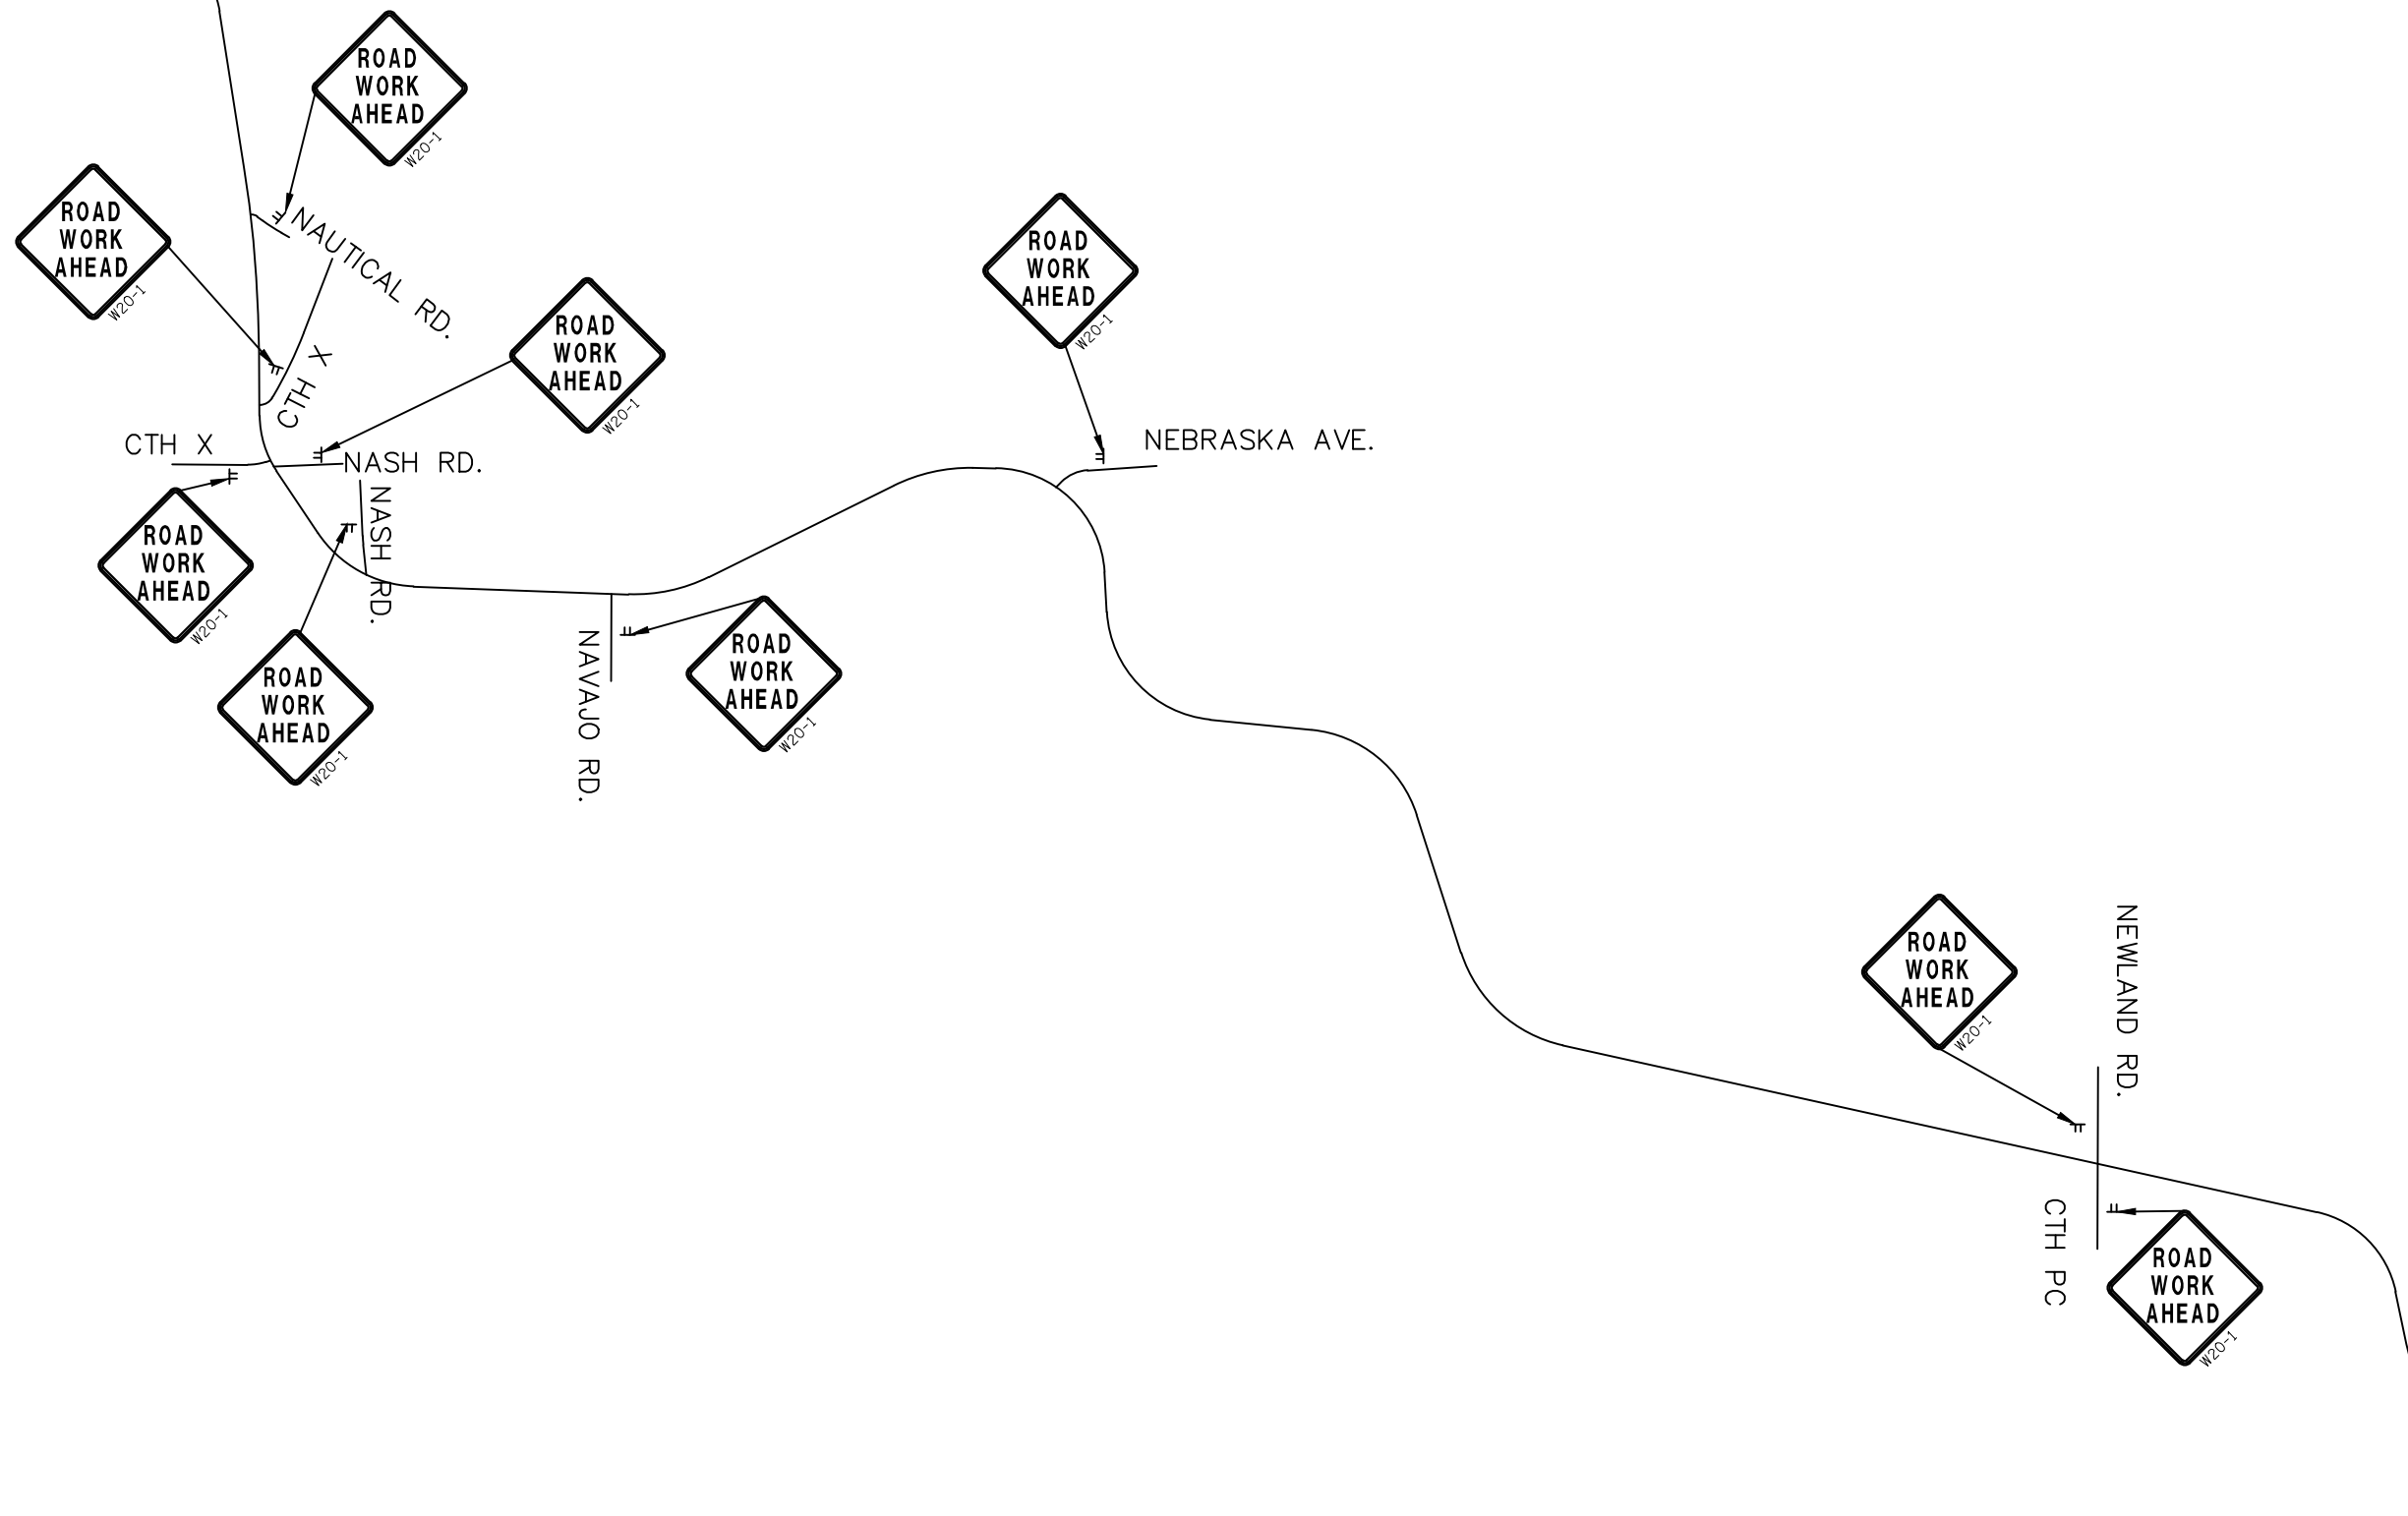 ROAD
WORK
AHEAD
W20-1
ROAD
WORK
AHEAD
W20-1
NAUTICAL RD.
ROAD
WORK
AHEAD
W20-1
ROAD
WORK
AHEAD
W20-1
CTH X
CTH X
NASH RD.
NEBRASKA AVE.
ROAD
WORK
AHEAD
W20-1
NASH RD.
ROAD
WORK
AHEAD
W20-1
NAVAJO RD.
ROAD
WORK
AHEAD
W20-1
ROAD
WORK
AHEAD
W20-1
NEWLAND RD.
CTH PC
ROAD
WORK
AHEAD
W20-1